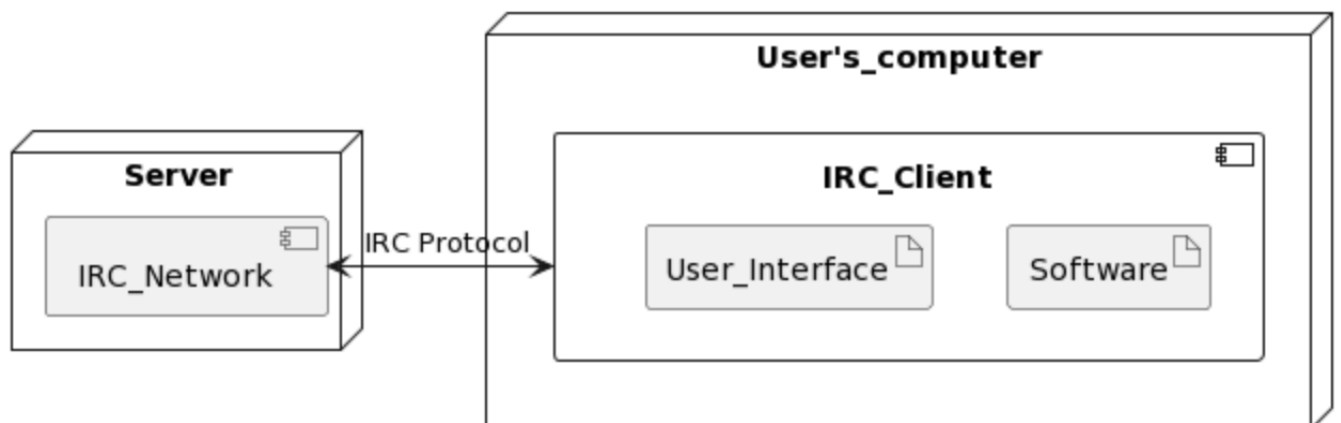 User's_computer
Server
IRC_Client
IRC Protocol
IRC_Network
User_Interface
Software